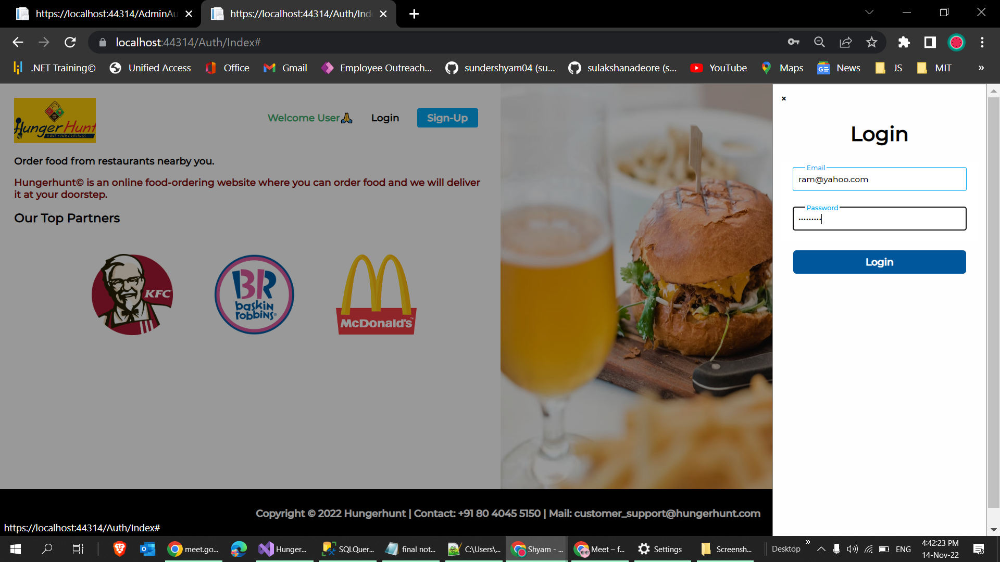 https://localhost:44314/AdminAu
https://localhost:44314/Auth/Ind
localhost:44314/Auth/Index#
.NET Training©
Unified Access
Office
Gmail
Employee Outreach...
sundershyam04 (su...
sulakshanadeore (s...
YouTube
Maps
News
JS
MIT
»
HungerHunt
HUNT YOUR CRAVINGS.....
Welcome User🙏
Login
Sign-Up
Order food from restaurants nearby you.
Hungerhunt© is an online food-ordering website where you can order food and we will deliver
it at your doorstep.
Our Top Partners
KFC
BR
baskin
robbins®
McDonald's™
×
Login
Email
ram@yahoo.com
Password
•••••••••
Login
Copyright © 2022 Hungerhunt | Contact: +91 80 4045 5150 | Mail: customer_support@hungerhunt.com
https://localhost:44314/Auth/Index#
meet.go...
Hunger...
SQLQuer...
final not...
C:\Users\...
Shyam - ...
Meet – f...
Settings
Screensh...
Desktop
»
ENG
4:42:23 PM
14-Nov-22